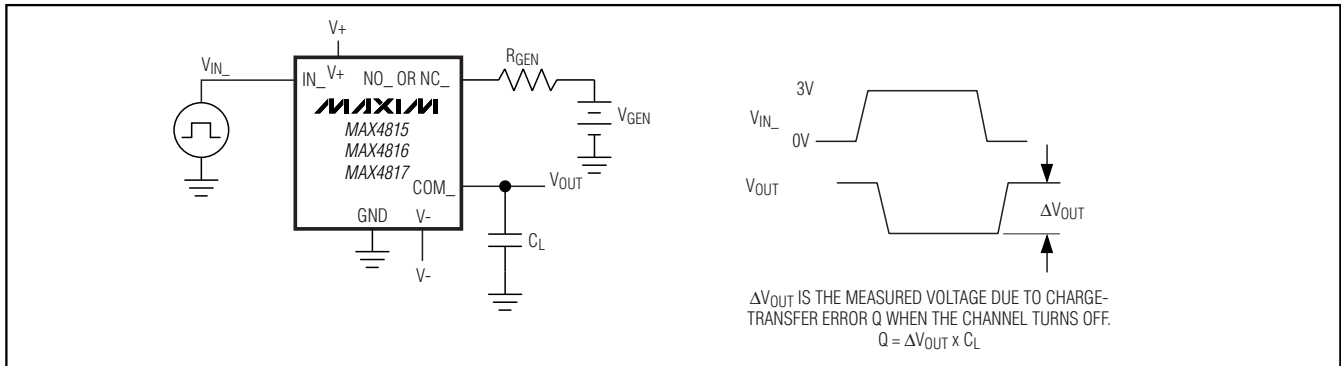 V+
V_IN_
IN_ V+ NO_ OR NC_
R_GEN
MAXIM
MAX4815
MAX4816
MAX4817
V_GEN
COM_
V_OUT
GND V-
C_L
V-
3V
V_IN_
0V
V_OUT
ΔV_OUT
ΔV_OUT IS THE MEASURED VOLTAGE DUE TO CHARGE-
TRANSFER ERROR Q WHEN THE CHANNEL TURNS OFF.
Q = ΔV_OUT x C_L